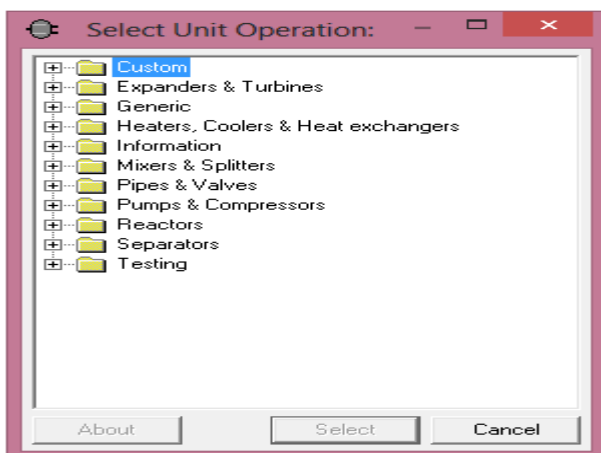 Select Unit Operation:
Custom
Expanders & Turbines
Generic
Heaters, Coolers & Heat exchangers
Information
Mixers & Splitters
Pipes & Valves
Pumps & Compressors
Reactors
Separators
Testing
About Select Cancel